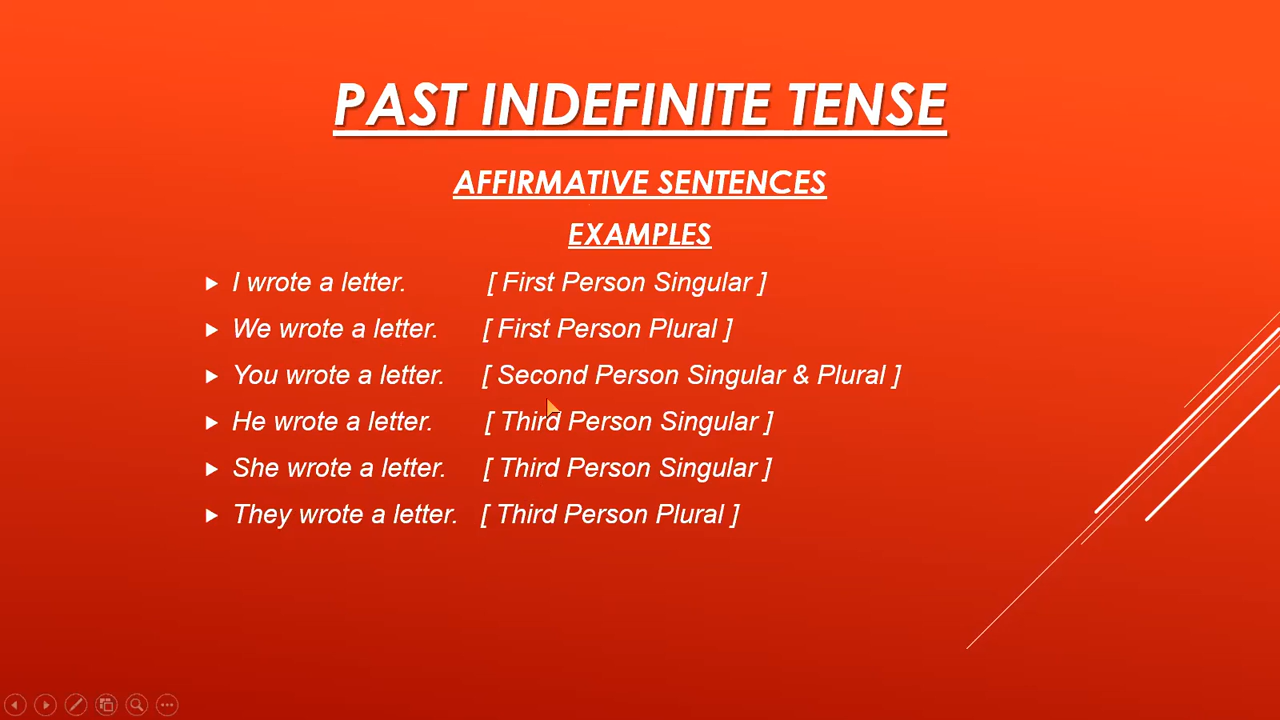 PAST INDEFINITE TENSE
AFFIRMATIVE SENTENCES
EXAMPLES
I wrote a letter. [ First Person Singular ]
We wrote a letter. [ First Person Plural ]
You wrote a letter. [ Second Person Singular & Plural ]
He wrote a letter. [ Third Person Singular ]
She wrote a letter. [ Third Person Singular ]
They wrote a letter. [ Third Person Plural ]